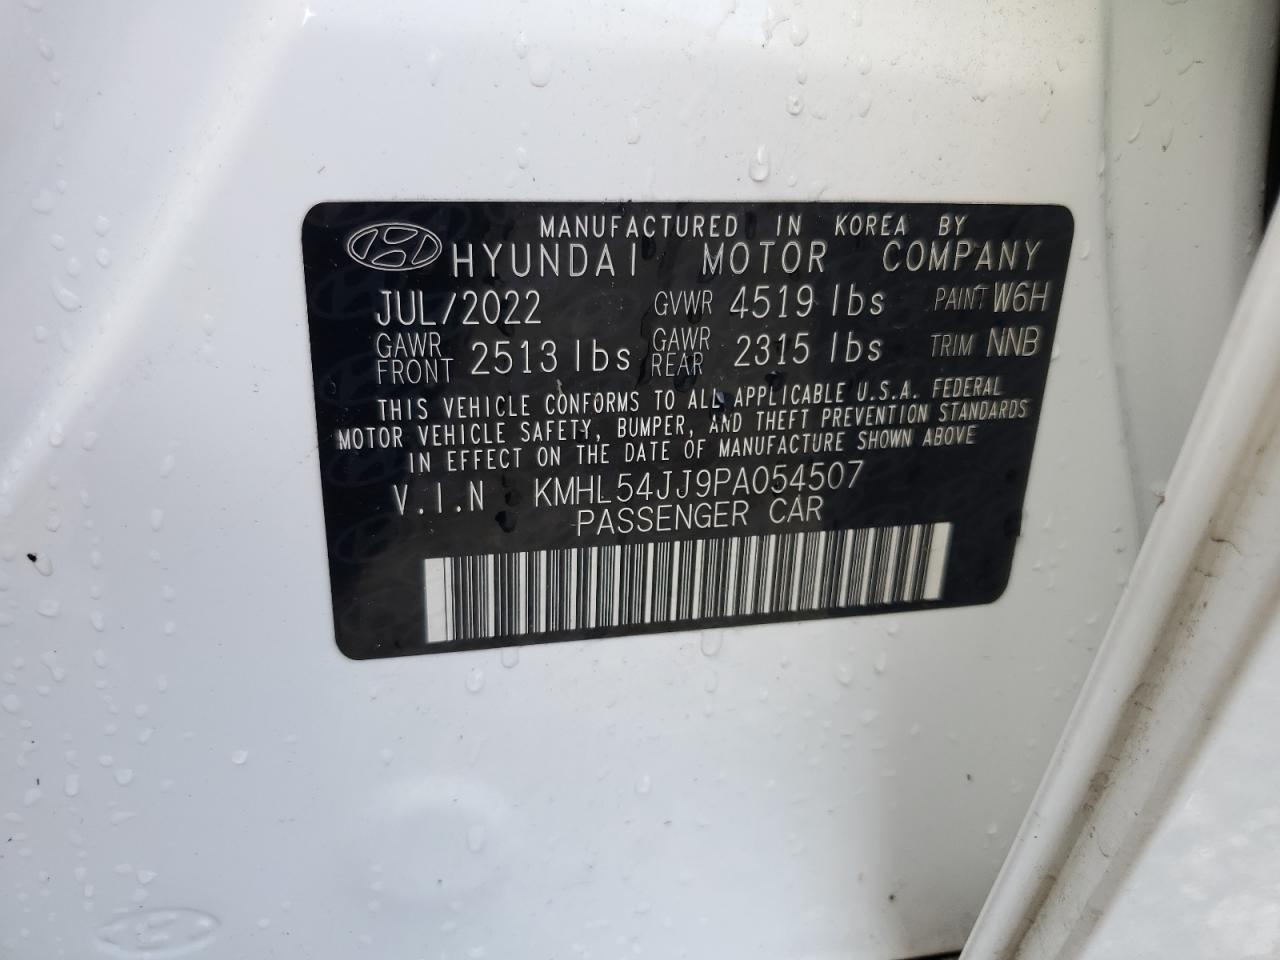 MANUFACTURED IN KOREA BY
HYUNDAI MOTOR COMPANY
JUL/2022 GVWR 4519 lbs PAINT W6H
GAWR FRONT 2513 lbs GAWR REAR 2315 lbs TRIM NNB
THIS VEHICLE CONFORMS TO ALL APPLICABLE U.S.A. FEDERAL
MOTOR VEHICLE SAFETY, BUMPER, AND THEFT PREVENTION STANDARDS
IN EFFECT ON THE DATE OF MANUFACTURE SHOWN ABOVE
V.I.N KMHL54JJ9PA054507
PASSENGER CAR